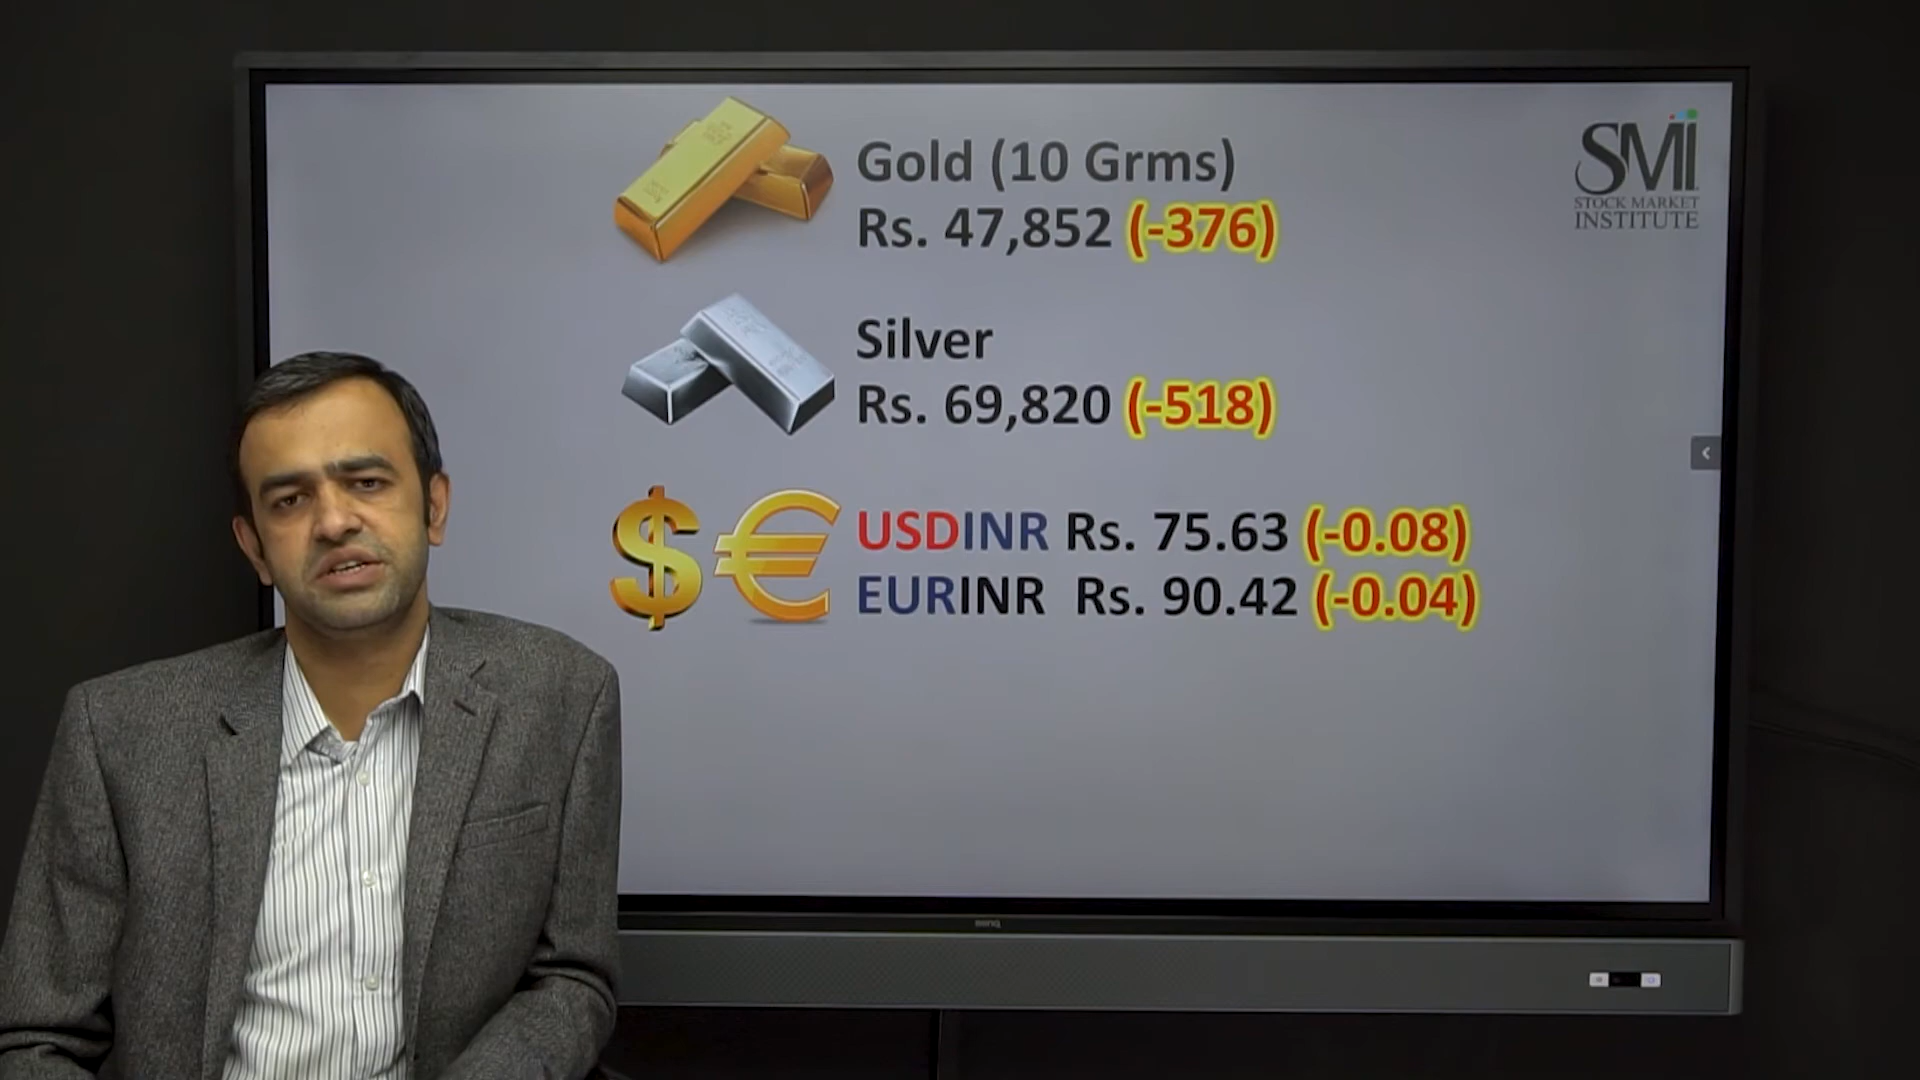 Gold (10 Grms)
Rs. 47,852 (-376)
SMI
STOCK MARKET
INSTITUTE
Silver
Rs. 69,820 (-518)
USDINR Rs. 75.63 (-0.08)
EURINR Rs. 90.42 (-0.04)
BenQ